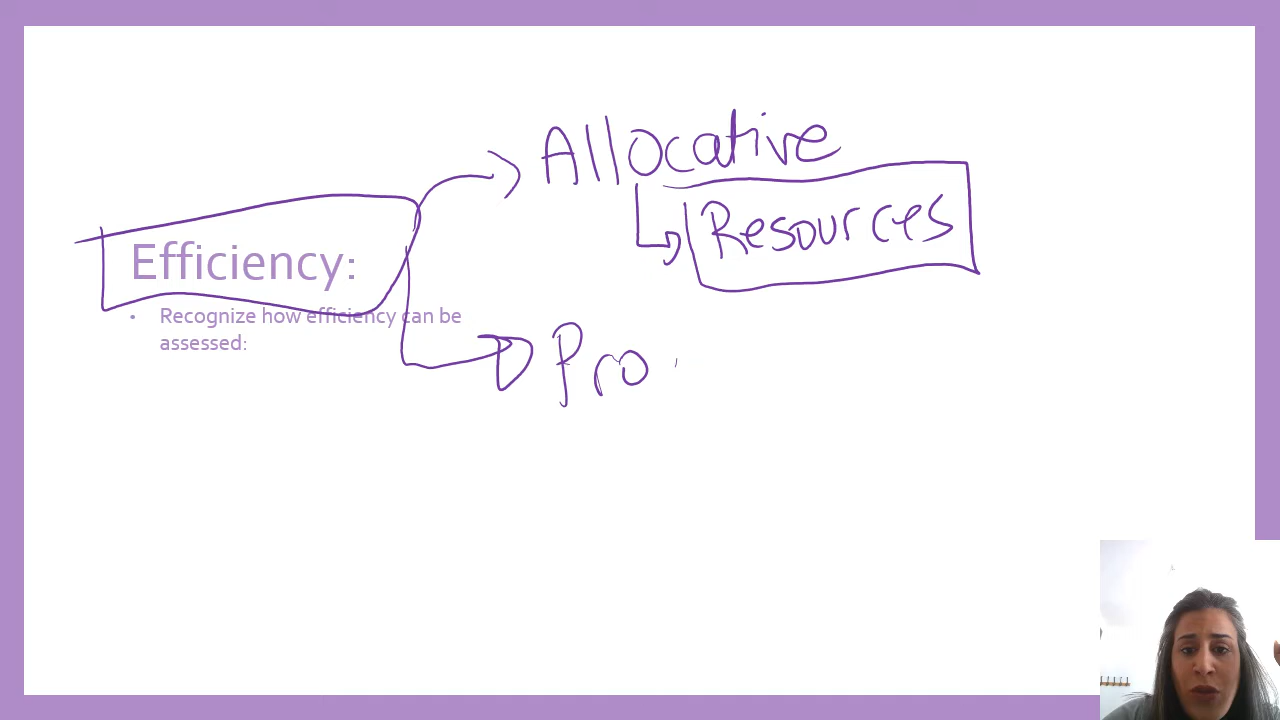 Allocative
Resources
Efficiency:
• Recognize how efficiency can be
assessed:
Pro